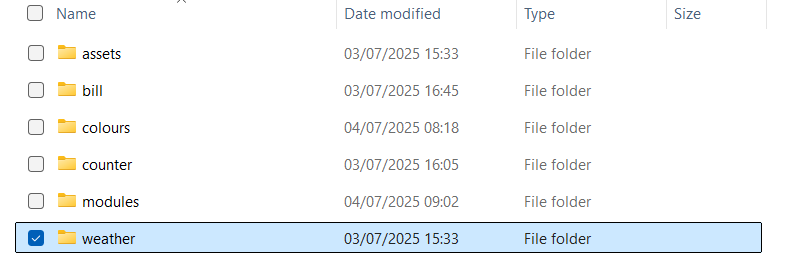 Name Date modified Type Size
assets 03/07/2025 15:33 File folder
bill 03/07/2025 16:45 File folder
colours 04/07/2025 08:18 File folder
counter 03/07/2025 16:05 File folder
modules 04/07/2025 09:02 File folder
weather 03/07/2025 15:33 File folder